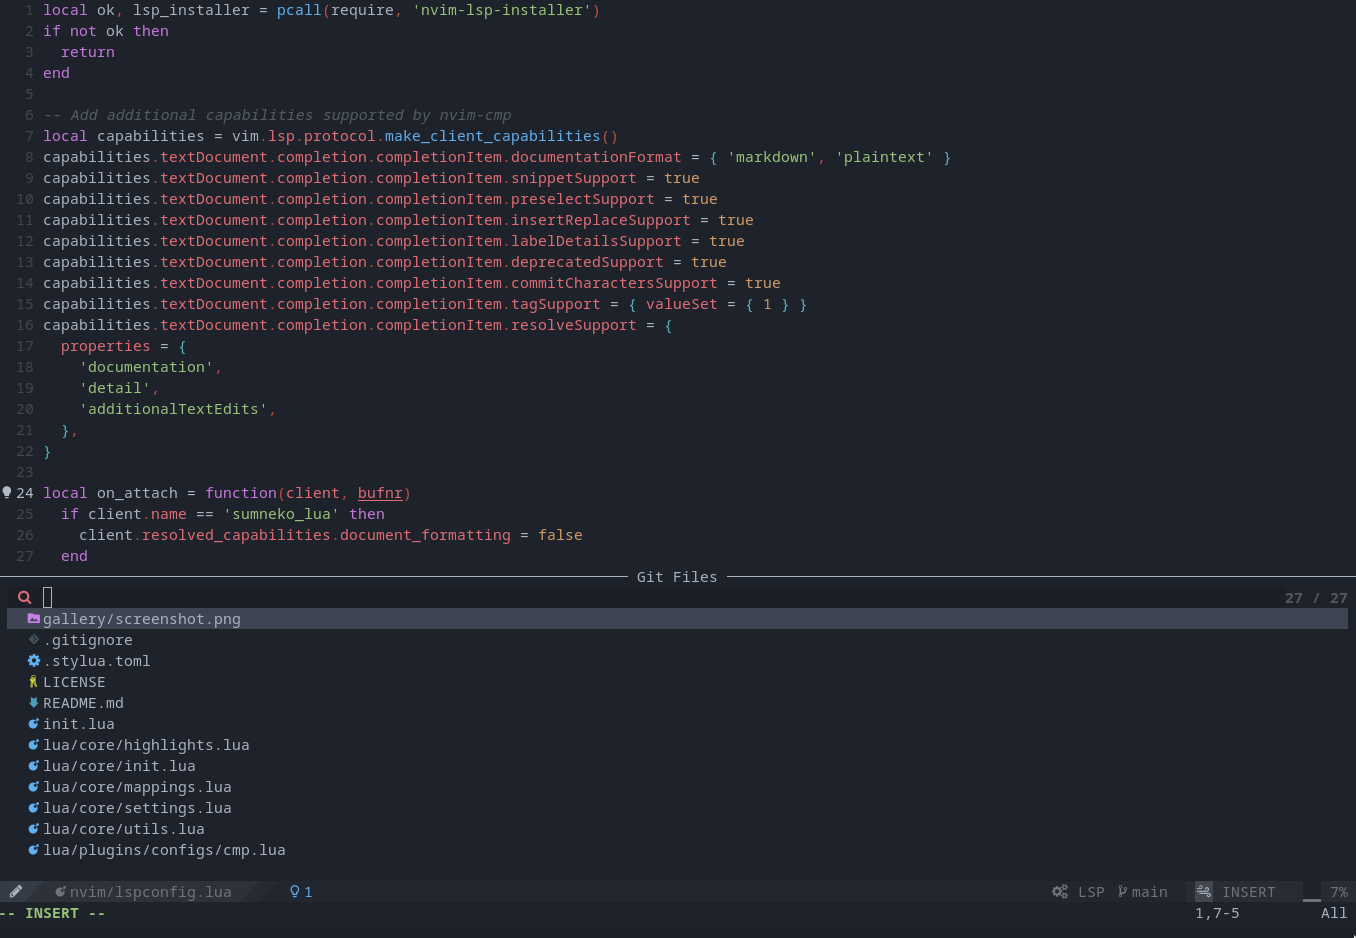 1 local ok, lsp_installer = pcall(require, 'nvim-lsp-installer')
2 if not ok then
3   return
4 end
5
6 -- Add additional capabilities supported by nvim-cmp
7 local capabilities = vim.lsp.protocol.make_client_capabilities()
8 capabilities.textDocument.completion.completionItem.documentationFormat = { 'markdown', 'plaintext' }
9 capabilities.textDocument.completion.completionItem.snippetSupport = true
10 capabilities.textDocument.completion.completionItem.preselectSupport = true
11 capabilities.textDocument.completion.completionItem.insertReplaceSupport = true
12 capabilities.textDocument.completion.completionItem.labelDetailsSupport = true
13 capabilities.textDocument.completion.completionItem.deprecatedSupport = true
14 capabilities.textDocument.completion.completionItem.commitCharactersSupport = true
15 capabilities.textDocument.completion.completionItem.tagSupport = { valueSet = { 1 } }
16 capabilities.textDocument.completion.completionItem.resolveSupport = {
17   properties = {
18     'documentation',
19     'detail',
20     'additionalTextEdits',
21   },
22 }
23
24 local on_attach = function(client, bufnr)
25   if client.name == 'sumneko_lua' then
26     client.resolved_capabilities.document_formatting = false
27   end
Git Files
27 / 27
gallery/screenshot.png
.gitignore
.stylua.toml
LICENSE
README.md
init.lua
lua/core/highlights.lua
lua/core/init.lua
lua/core/mappings.lua
lua/core/settings.lua
lua/core/utils.lua
lua/plugins/configs/cmp.lua
nvim/lspconfig.lua 1 LSP main INSERT 7%
-- INSERT -- 1,7-5 All